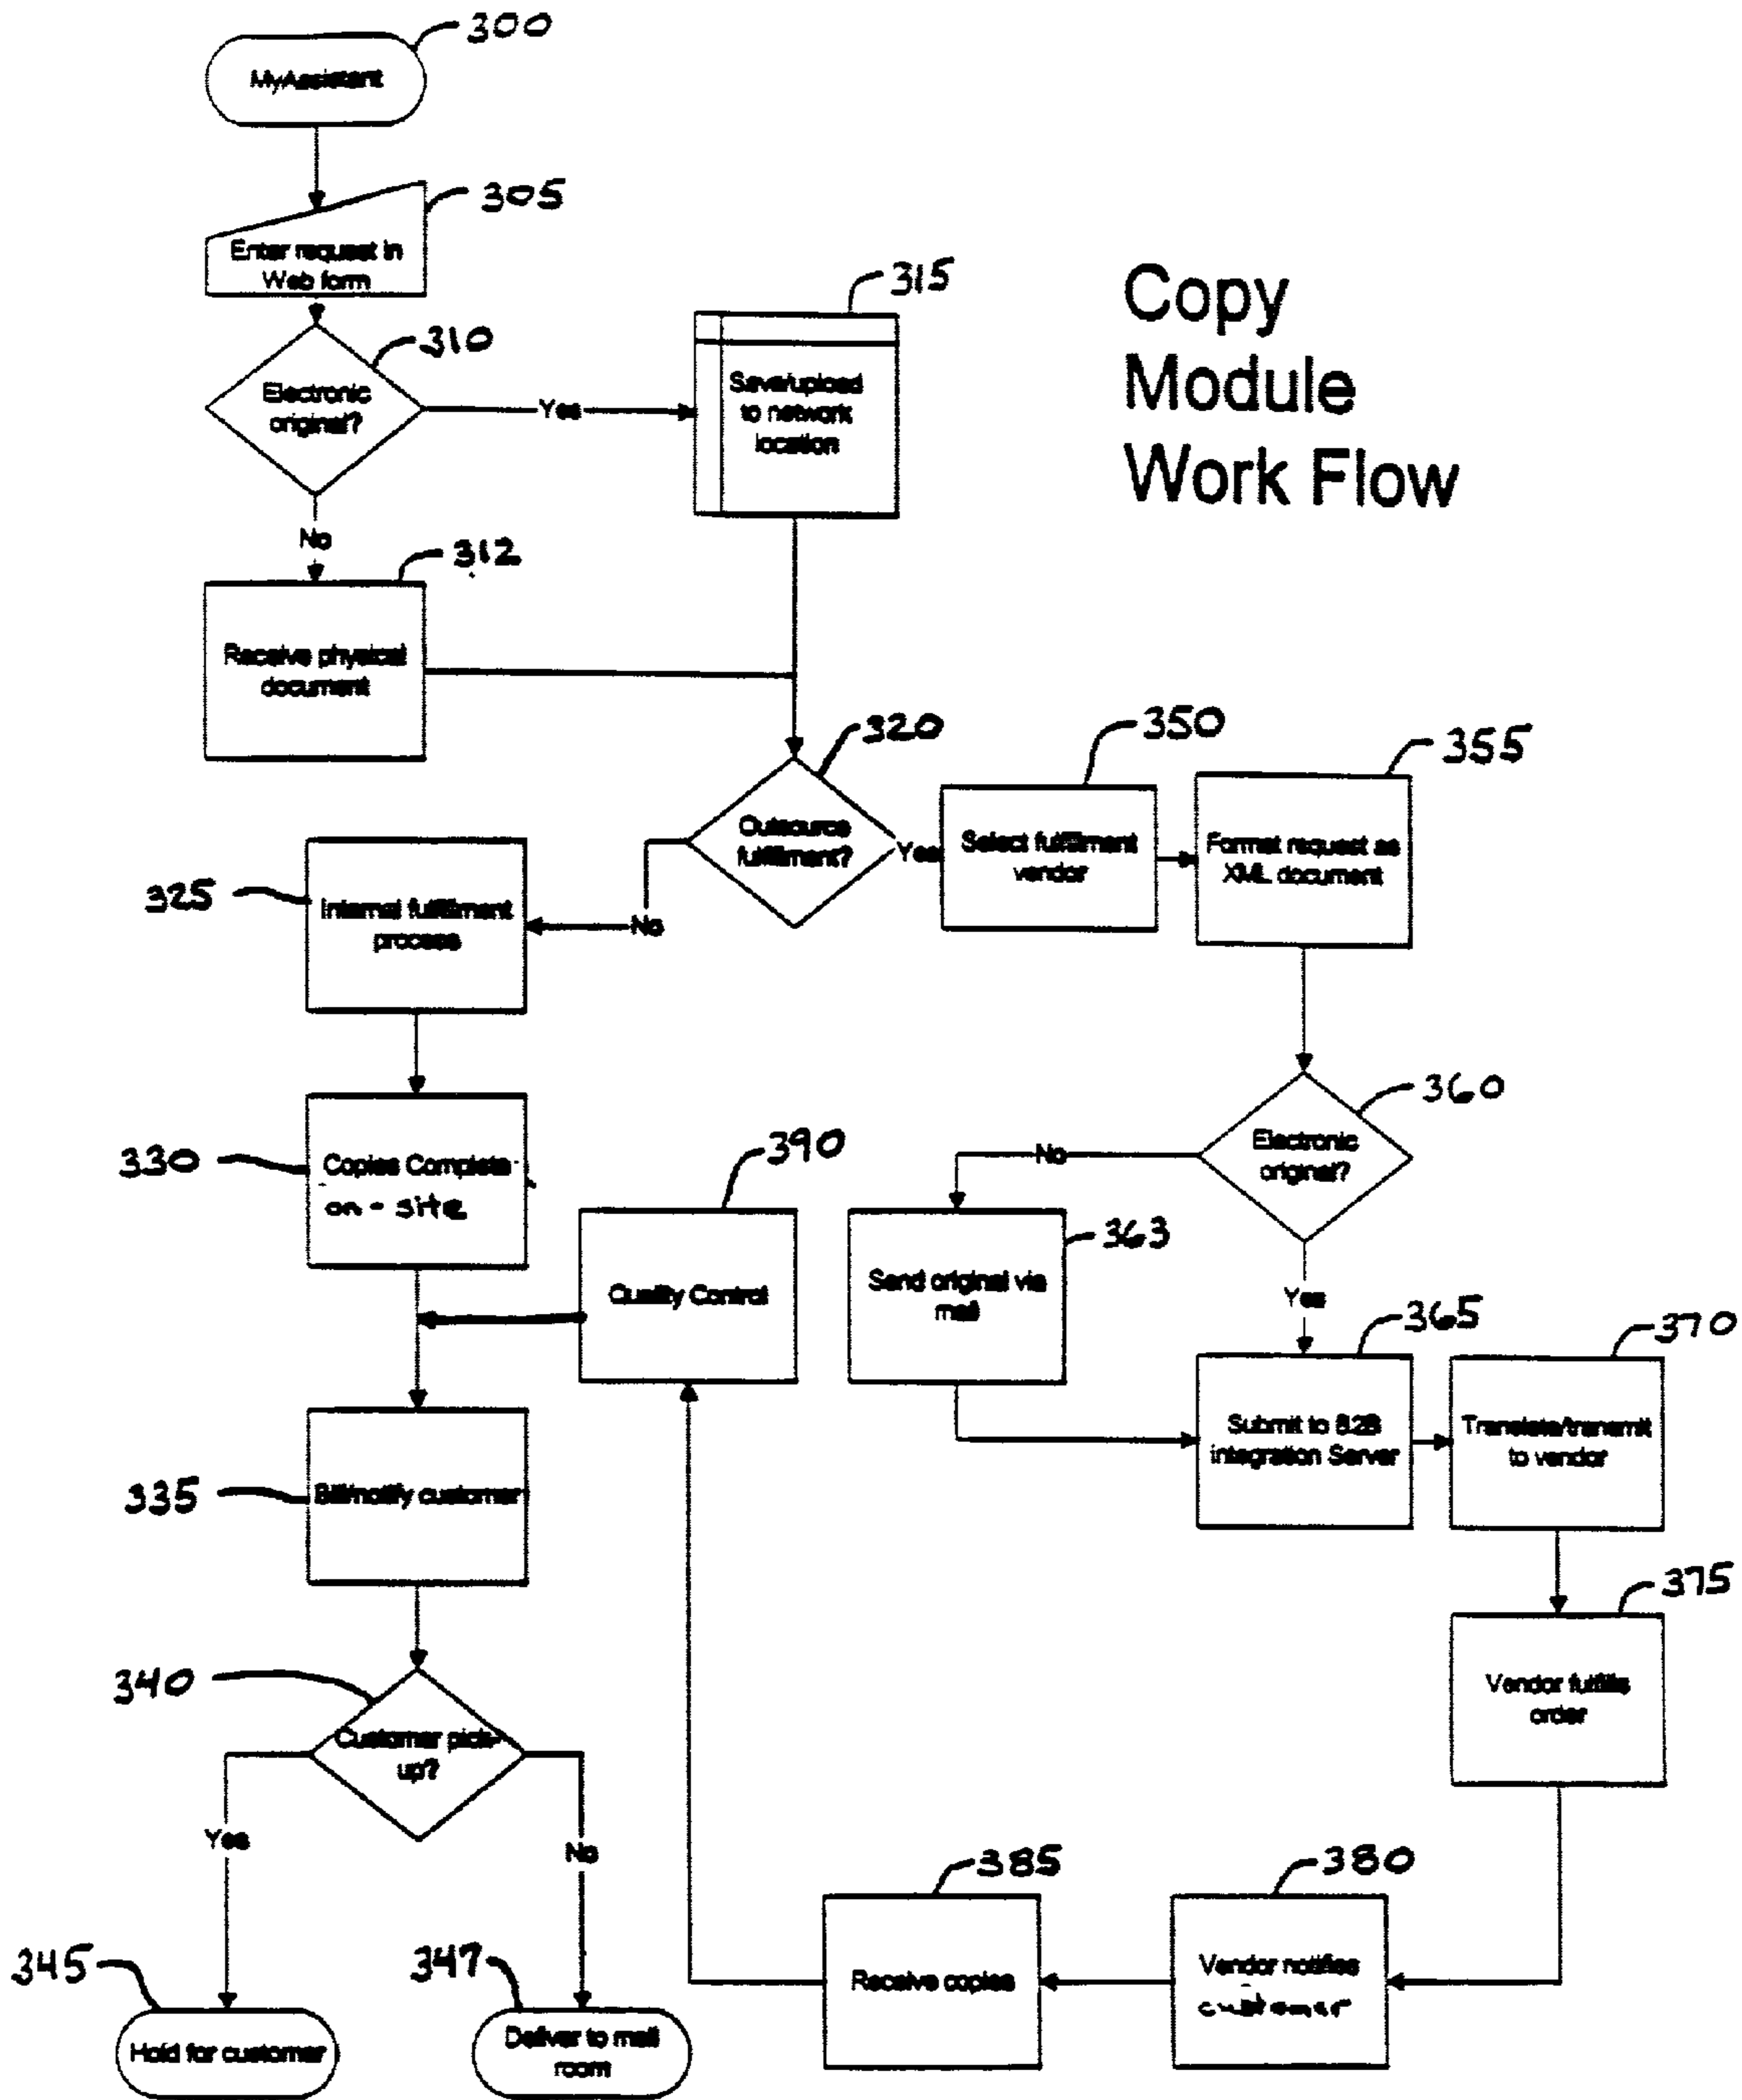 300
MyAssistant
305
Enter request in
Web form
Copy
Module
Work Flow
315
310
Electronic
original?
Yes
Save/upload
to network
location
No
312
Receive physical
document
320
350
355
Outsource
fulfillment?
Yes
Select fulfillment
vendor
Format request as
XML document
325
Internal fulfillment
process
No
360
Electronic
original?
No
Yes
330
Copies Complete
on-site
390
Quality Control
363
Send original via
mail
365
370
Submit to B2B
integration Server
Translate/transmit
to vendor
335
Bill/notify customer
375
Vendor fulfills
order
340
Customer pick-
up?
Yes
No
385
380
Receive copies
Vendor notifies
customer
345
347
Hold for customer
Deliver to mail
room